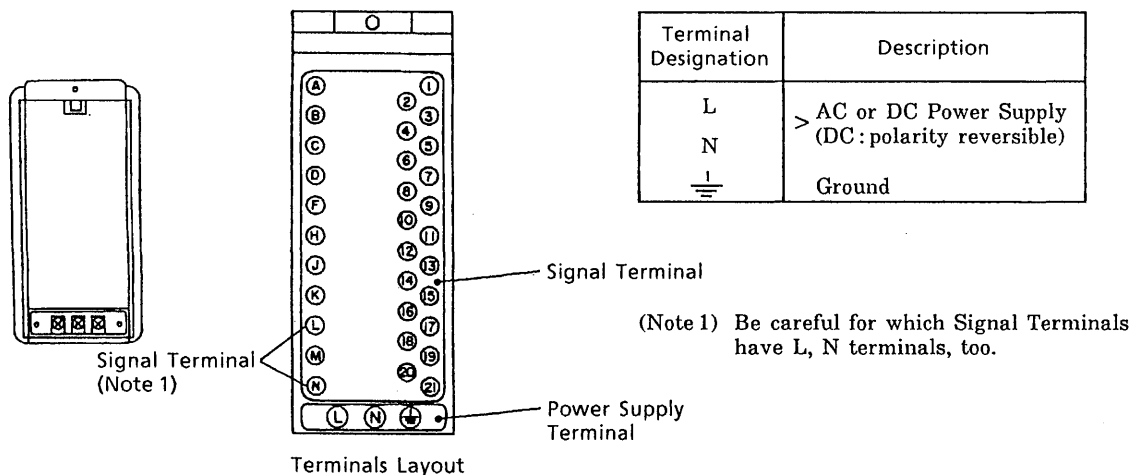 A 1
2
B 3
4
C 5
6
D 7
8
F 9
10
H 11
12
J 13
14
K 15
16
L 17
18
M 19
20
N 21
L N
Signal Terminal
(Note 1)
Signal Terminal
Power Supply
Terminal
Terminals Layout
Terminal
Designation
Description
L
N
> AC or DC Power Supply
(DC : polarity reversible)
Ground
(Note 1) Be careful for which Signal Terminals
have L, N terminals, too.